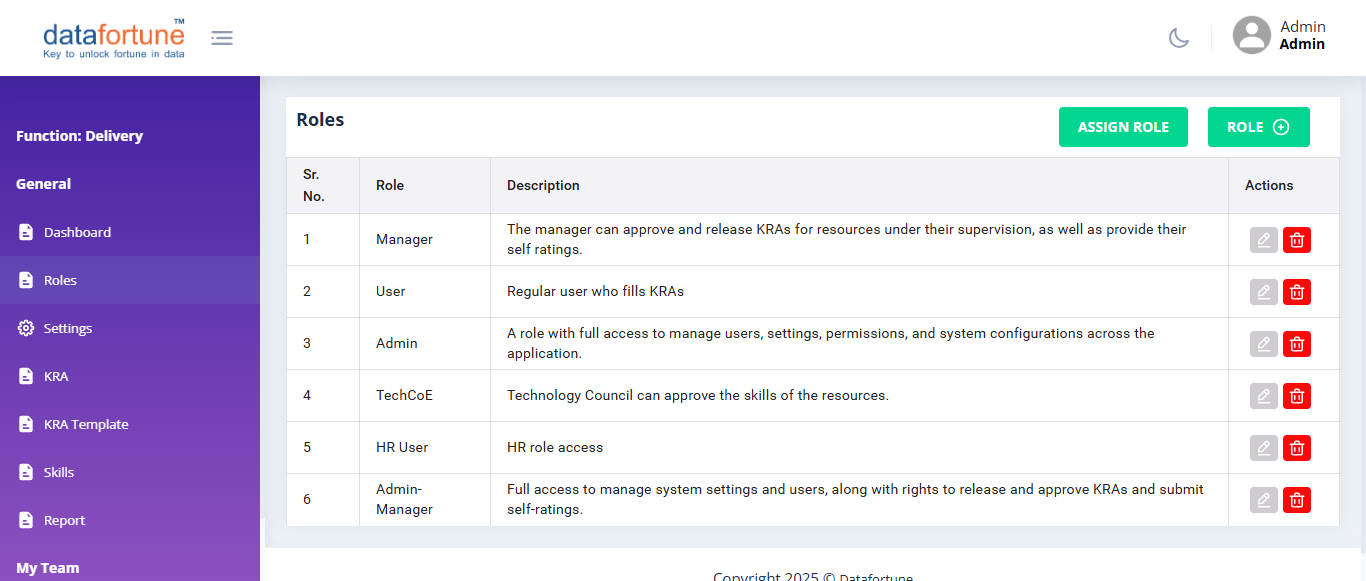 datafortune™
Key to unlock fortune in data
Admin
Admin
Function: Delivery
General
Dashboard
Roles
Settings
KRA
KRA Template
Skills
Report
My Team
Roles
ASSIGN ROLE
ROLE
Sr.
No.
Role
Description
Actions
1
Manager
The manager can approve and release KRAs for resources under their supervision, as well as provide their
self ratings.
2
User
Regular user who fills KRAs
3
Admin
A role with full access to manage users, settings, permissions, and system configurations across the
application.
4
TechCoE
Technology Council can approve the skills of the resources.
5
HR User
HR role access
6
Admin-
Manager
Full access to manage system settings and users, along with rights to release and approve KRAs and submit
self-ratings.
Copyright 2025 © Datafortune